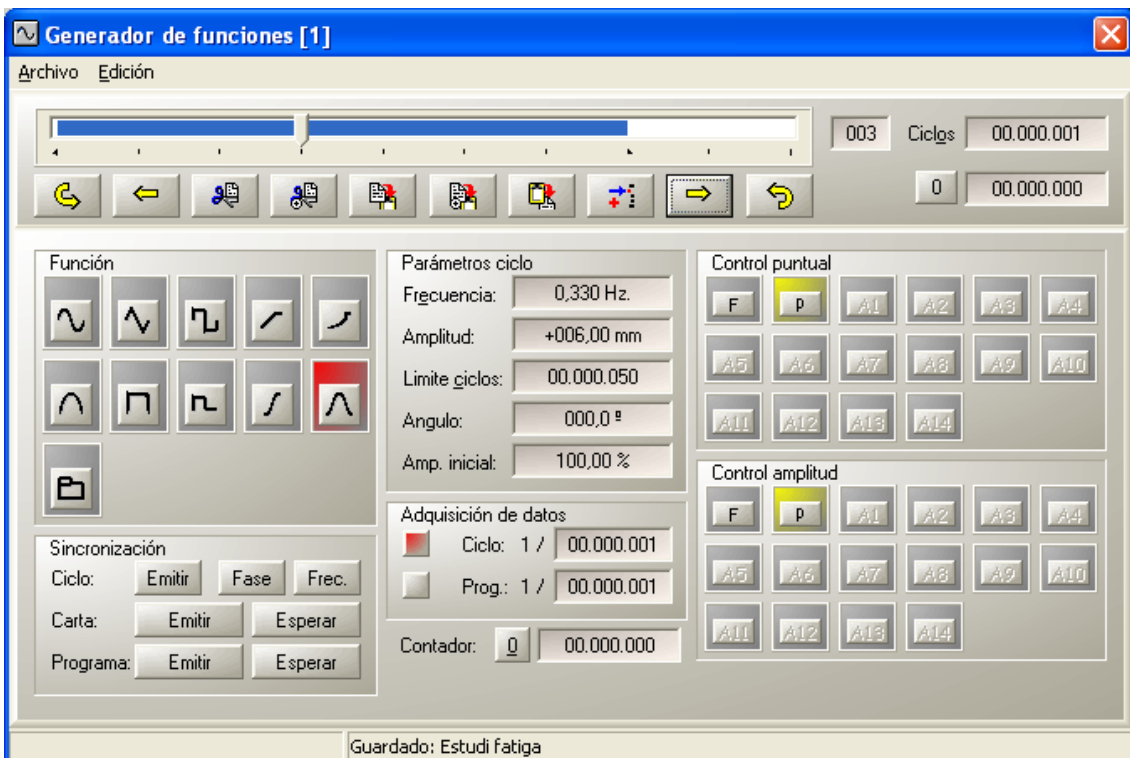 Generador de funciones [1]
Archivo Edición
003 Ciclos 00.000.001
0 00.000.000
Función
Parámetros ciclo
Frecuencia: 0,330 Hz.
Amplitud: +006,00 mm
Limite ciclos: 00.000.050
Angulo: 000,0 º
Amp. inicial: 100,00 %
Control puntual
F P A1 A2 A3 A4
A5 A6 A7 A8 A9 A10
A11 A12 A13 A14
Control amplitud
F P A1 A2 A3 A4
A5 A6 A7 A8 A9 A10
A11 A12 A13 A14
Sincronización
Ciclo: Emitir Fase Frec.
Carta: Emitir Esperar
Programa: Emitir Esperar
Adquisición de datos
Ciclo: 1 / 00.000.001
Prog.: 1 / 00.000.001
Contador: 0 00.000.000
Guardado: Estudi fatiga